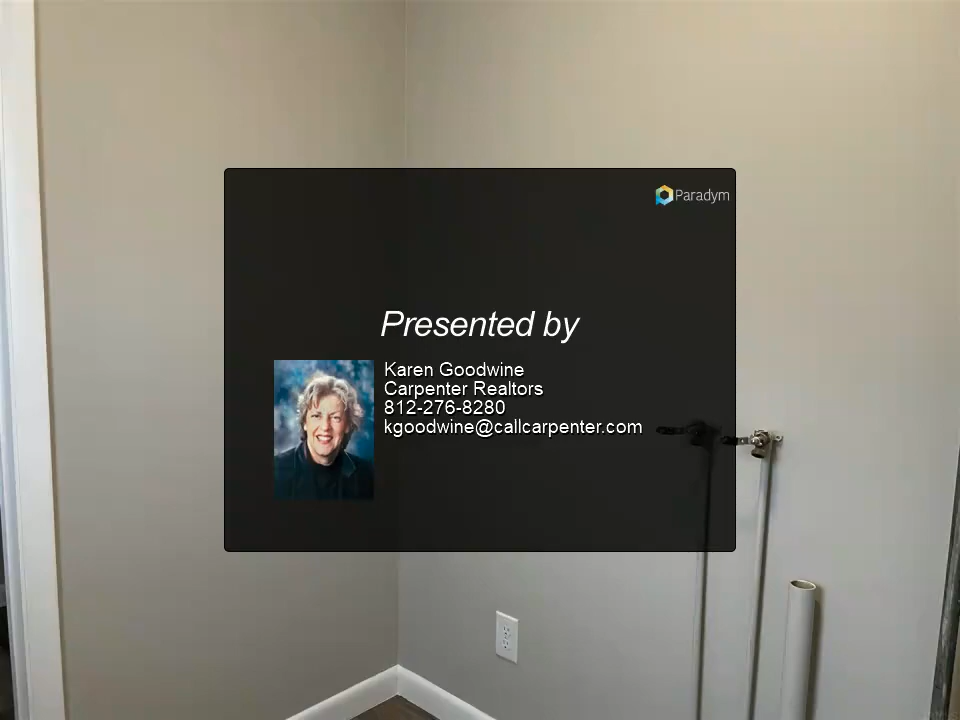 Paradym
Presented by
Karen Goodwine
Carpenter Realtors
812-276-8280
kgoodwine@callcarpenter.com